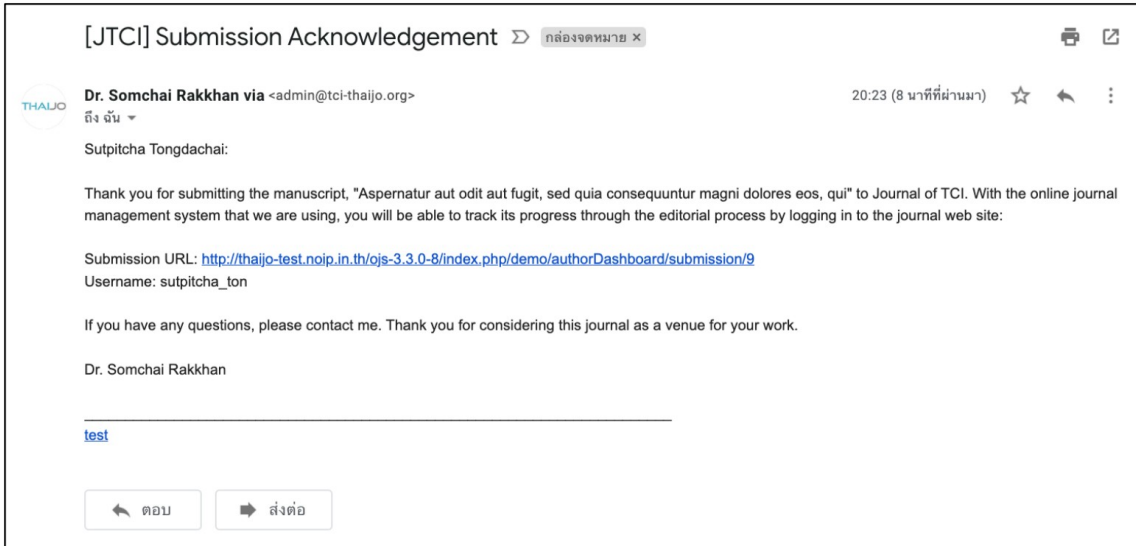 [JTCI] Submission Acknowledgement กล่องจดหมาย ×
THAIJO
Dr. Somchai Rakkhan via <admin@tci-thaijo.org> 20:23 (8 นาทีที่ผ่านมา)
ถึง ฉัน
Sutpitcha Tongdachai:
Thank you for submitting the manuscript, "Aspernatur aut odit aut fugit, sed quia consequuntur magni dolores eos, qui" to Journal of TCI. With the online journal
management system that we are using, you will be able to track its progress through the editorial process by logging in to the journal web site:
Submission URL: http://thaijo-test.noip.in.th/ojs-3.3.0-8/index.php/demo/authorDashboard/submission/9
Username: sutpitcha_ton
If you have any questions, please contact me. Thank you for considering this journal as a venue for your work.
Dr. Somchai Rakkhan
test
ตอบ ส่งต่อ